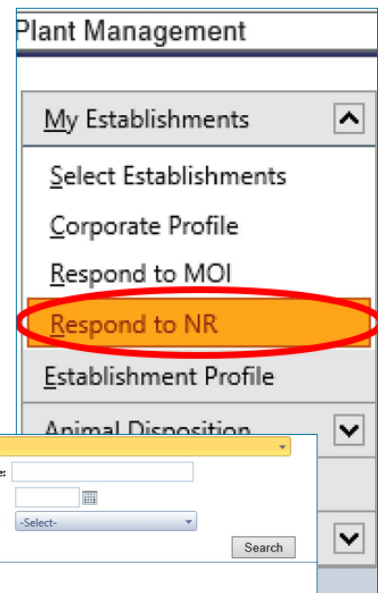 Plant Management
My Establishments
Select Establishments
Corporate Profile
Respond to MOI
Respond to NR
Establishment Profile
Animal Disposition
-Select-
Search